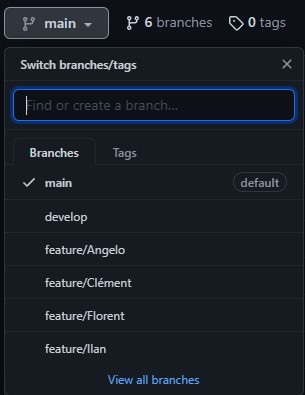 main 6 branches 0 tags
Switch branches/tags
Find or create a branch...
Branches Tags
main default
develop
feature/Angelo
feature/Clément
feature/Florent
feature/Ilan
View all branches